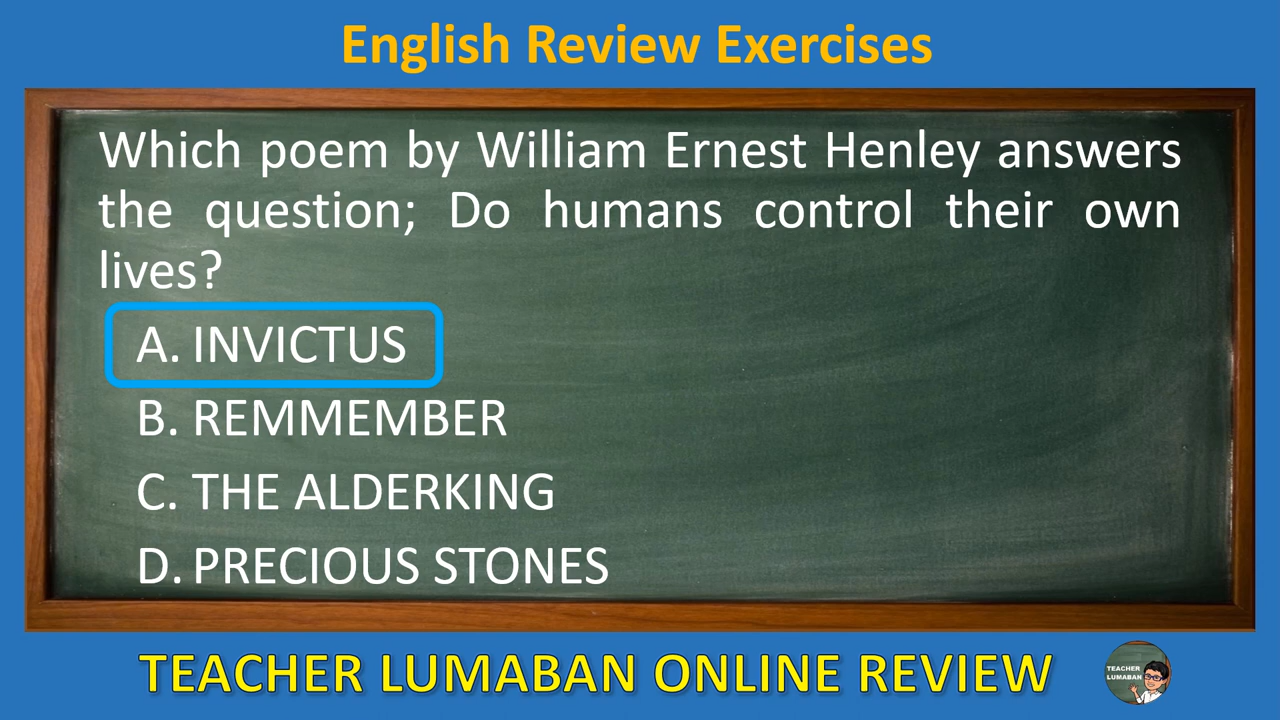 English Review Exercises
Which poem by William Ernest Henley answers
the question; Do humans control their own
lives?
A. INVICTUS
B. REMMEMBER
C. THE ALDERKING
D. PRECIOUS STONES
TEACHER LUMABAN ONLINE REVIEW
TEACHER
LUMABAN